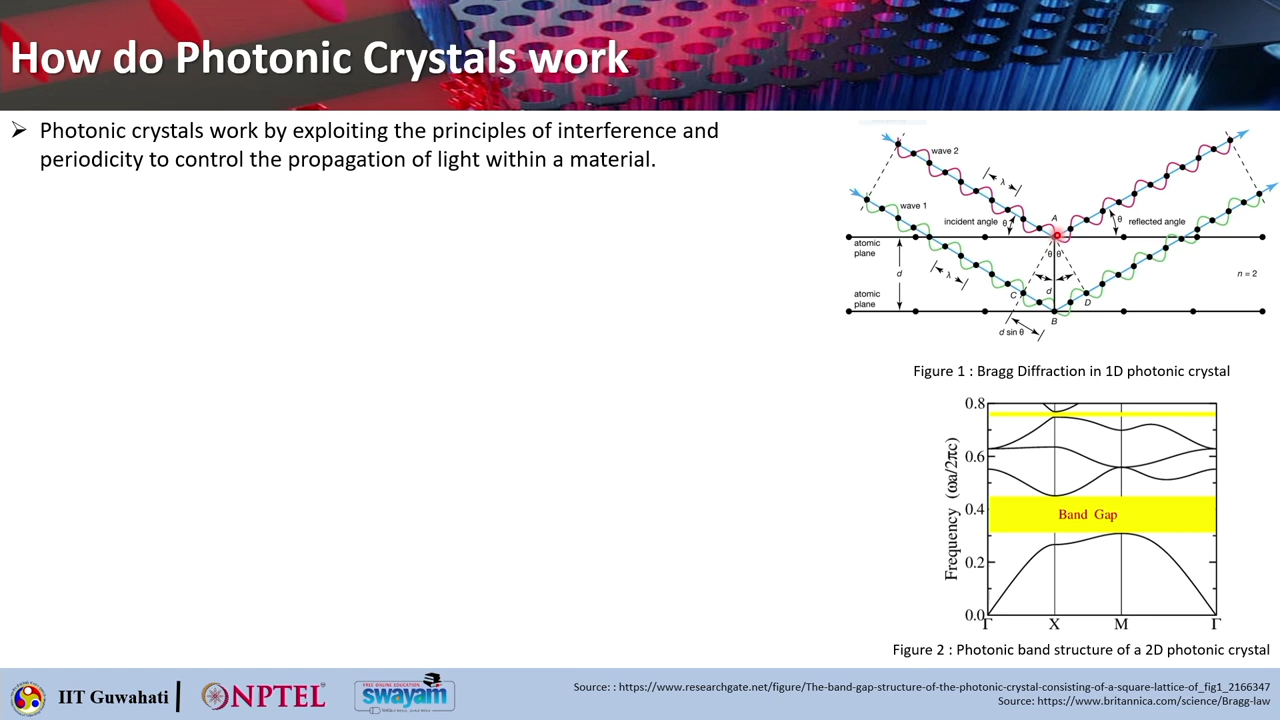 How do Photonic Crystals work
➢ Photonic crystals work by exploiting the principles of interference and
periodicity to control the propagation of light within a material.
wave 2
λ
wave 1
A
incident angle θ
θ reflected angle
atomic
plane
θ θ
d
λ
n = 2
atomic
plane
C
d
D
B
d sin θ
Figure 1 : Bragg Diffraction in 1D photonic crystal
Frequency (ωa/2πc)
0.8
0.6
0.4
0.2
0.0
Band Gap
Γ X M Γ
Figure 2 : Photonic band structure of a 2D photonic crystal
IIT Guwahati
NPTEL
FREE ONLINE EDUCATION
swayam
Source: : https://www.researchgate.net/figure/The-band-gap-structure-of-the-photonic-crystal-consisting-of-a-square-lattice-of_fig1_2166347
Source: https://www.britannica.com/science/Bragg-law